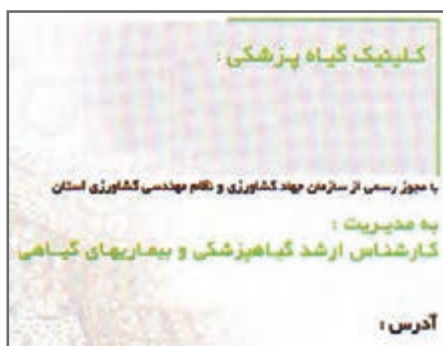 کلینیک گیاه پزشکی :
با مجوز رسمی از سازمان جهاد کشاورزی و نظام مهندسی کشاورزی استان
به مدیریت :
کارشناس ارشد گیاهپزشکی و بیماریهای گیاهی
آدرس :